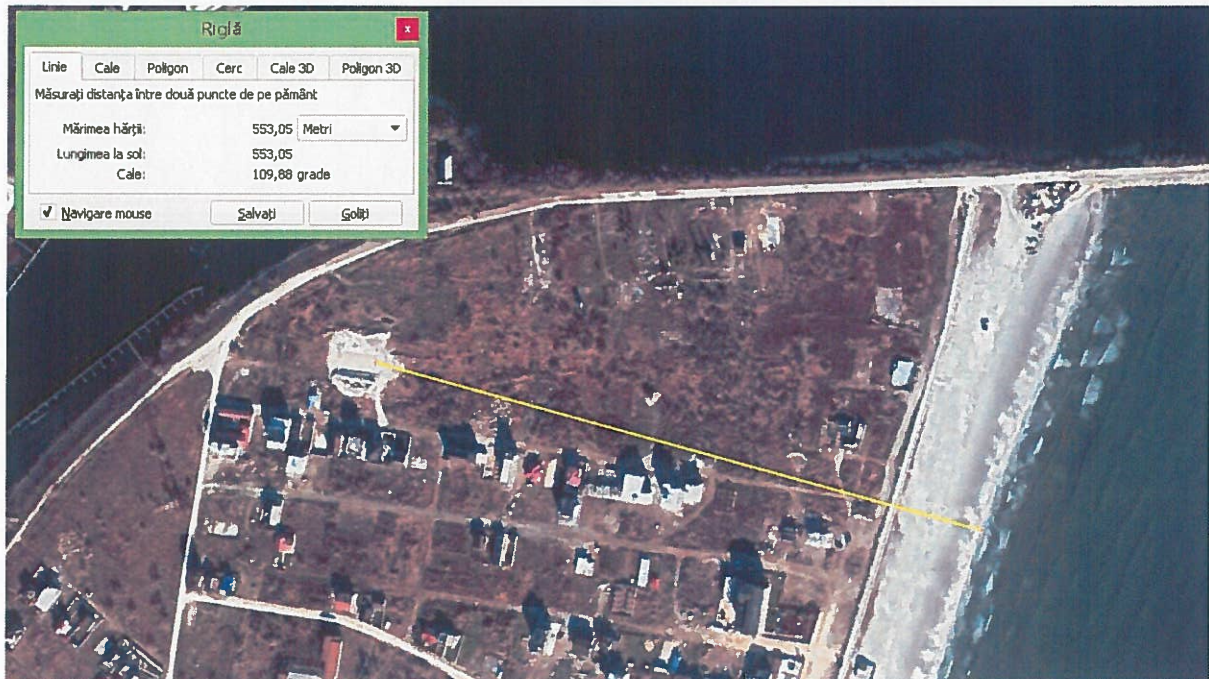 Riglă
x
Linie Cale Poligon Cerc Cale 3D Poligon 3D
Măsurați distanța între două puncte de pe pământ
Mărimea hărții: 553,05 Metri
Lungimea la sol: 553,05
Cale: 109,88 grade
Navigare mouse Salvați Goliți